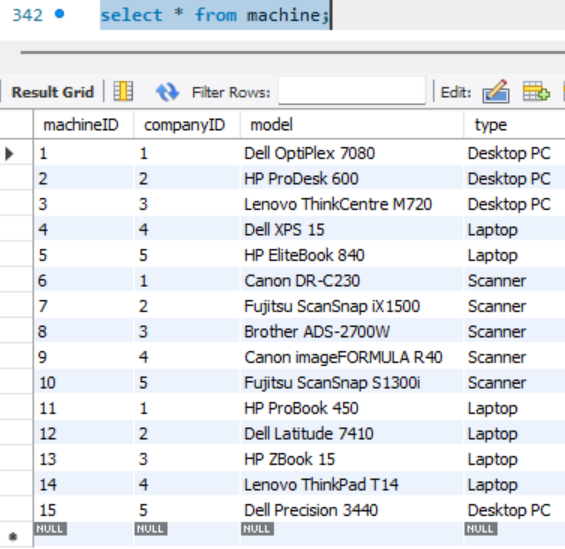 342 select * from machine;
Result Grid Filter Rows: Edit:
machineID companyID model type
1 1 Dell OptiPlex 7080 Desktop PC
2 2 HP ProDesk 600 Desktop PC
3 3 Lenovo ThinkCentre M720 Desktop PC
4 4 Dell XPS 15 Laptop
5 5 HP EliteBook 840 Laptop
6 1 Canon DR-C230 Scanner
7 2 Fujitsu ScanSnap iX1500 Scanner
8 3 Brother ADS-2700W Scanner
9 4 Canon imageFORMULA R40 Scanner
10 5 Fujitsu ScanSnap S1300i Scanner
11 1 HP ProBook 450 Laptop
12 2 Dell Latitude 7410 Laptop
13 3 HP ZBook 15 Laptop
14 4 Lenovo ThinkPad T14 Laptop
15 5 Dell Precision 3440 Desktop PC
NULL NULL NULL NULL